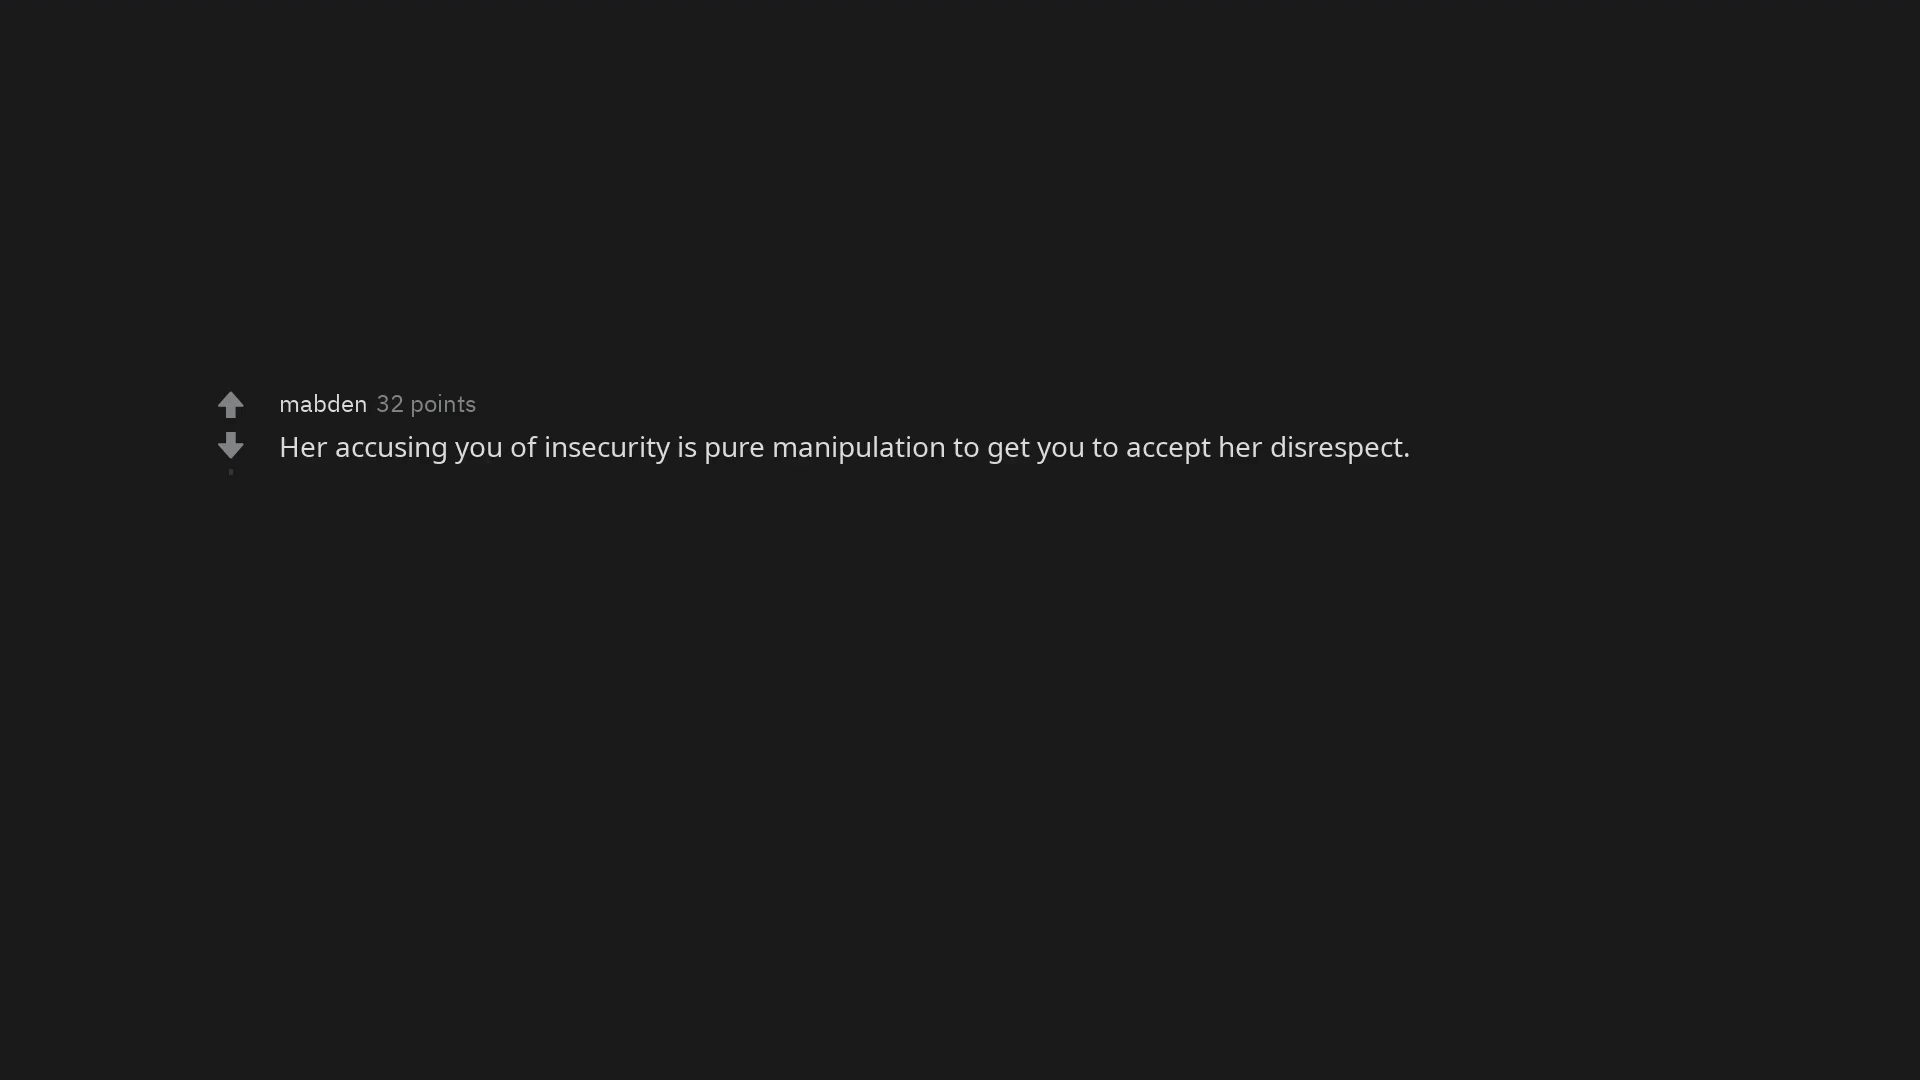 mabden 32 points
Her accusing you of insecurity is pure manipulation to get you to accept her disrespect.